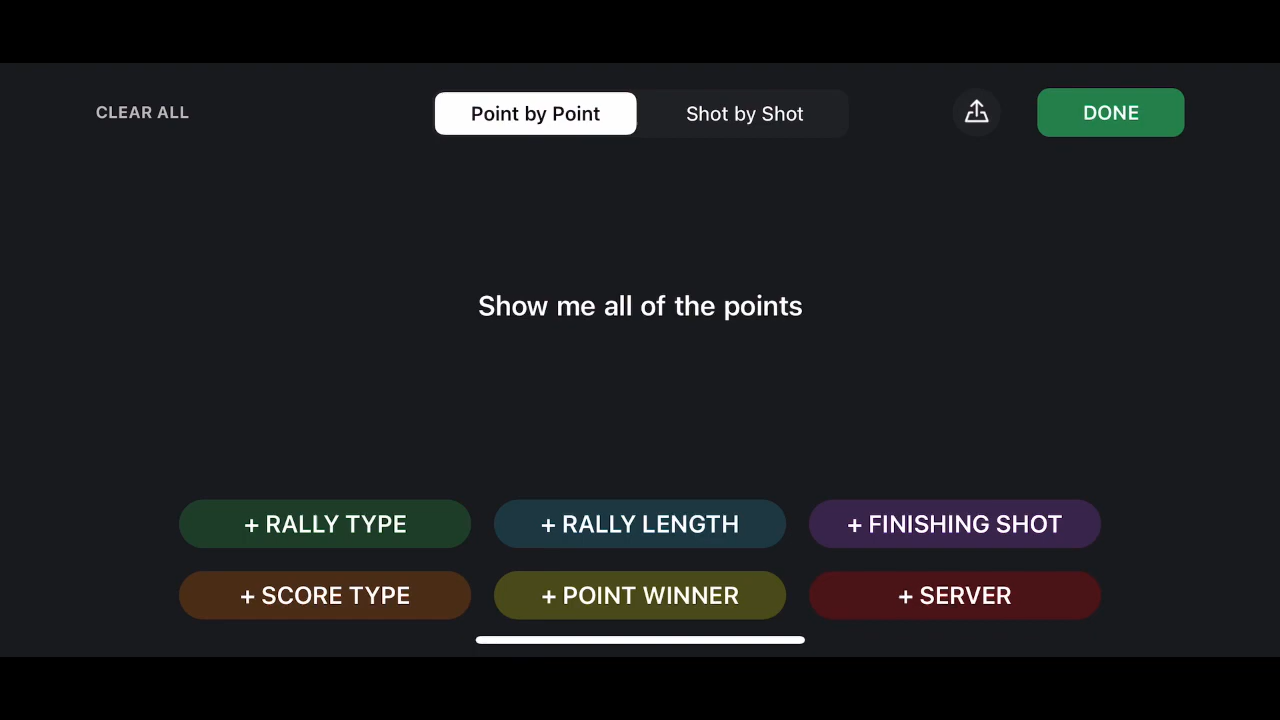 CLEAR ALL
Point by Point
Shot by Shot
DONE
Show me all of the points
+ RALLY TYPE
+ RALLY LENGTH
+ FINISHING SHOT
+ SCORE TYPE
+ POINT WINNER
+ SERVER